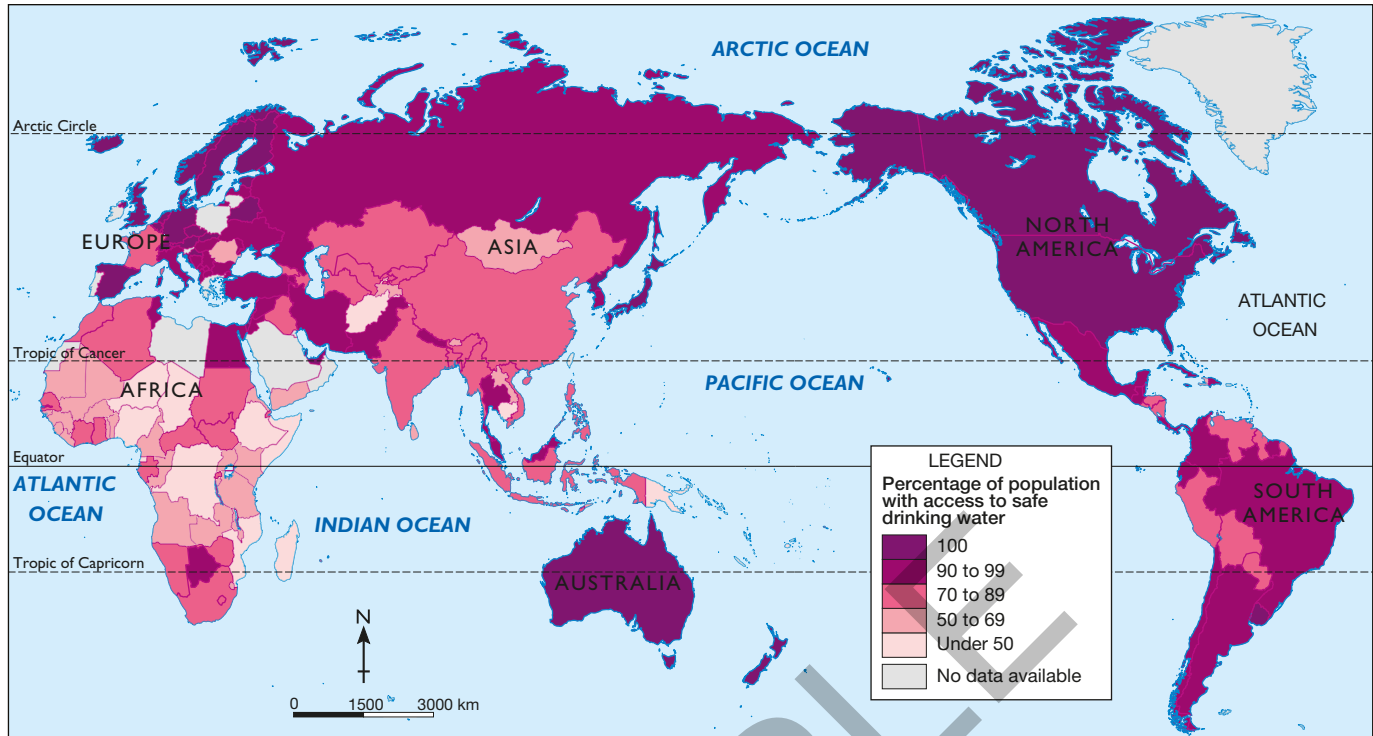 ARCTIC OCEAN
Arctic Circle
EUROPE
ASIA
NORTH
AMERICA
ATLANTIC
OCEAN
Tropic of Cancer
AFRICA
PACIFIC OCEAN
Equator
ATLANTIC
OCEAN
INDIAN OCEAN
SOUTH
AMERICA
Tropic of Capricorn
AUSTRALIA
N
0 1500 3000 km
LEGEND
Percentage of population
with access to safe
drinking water
100
90 to 99
70 to 89
50 to 69
Under 50
No data available
PLE